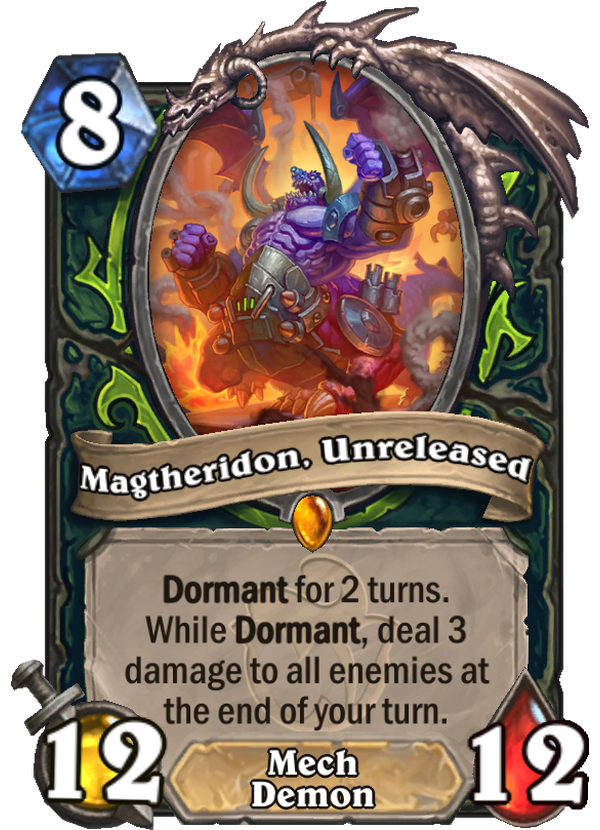 8
Magtheridon, Unreleased
Dormant for 2 turns.
While Dormant, deal 3
damage to all enemies at
the end of your turn.
12
Mech
Demon
12